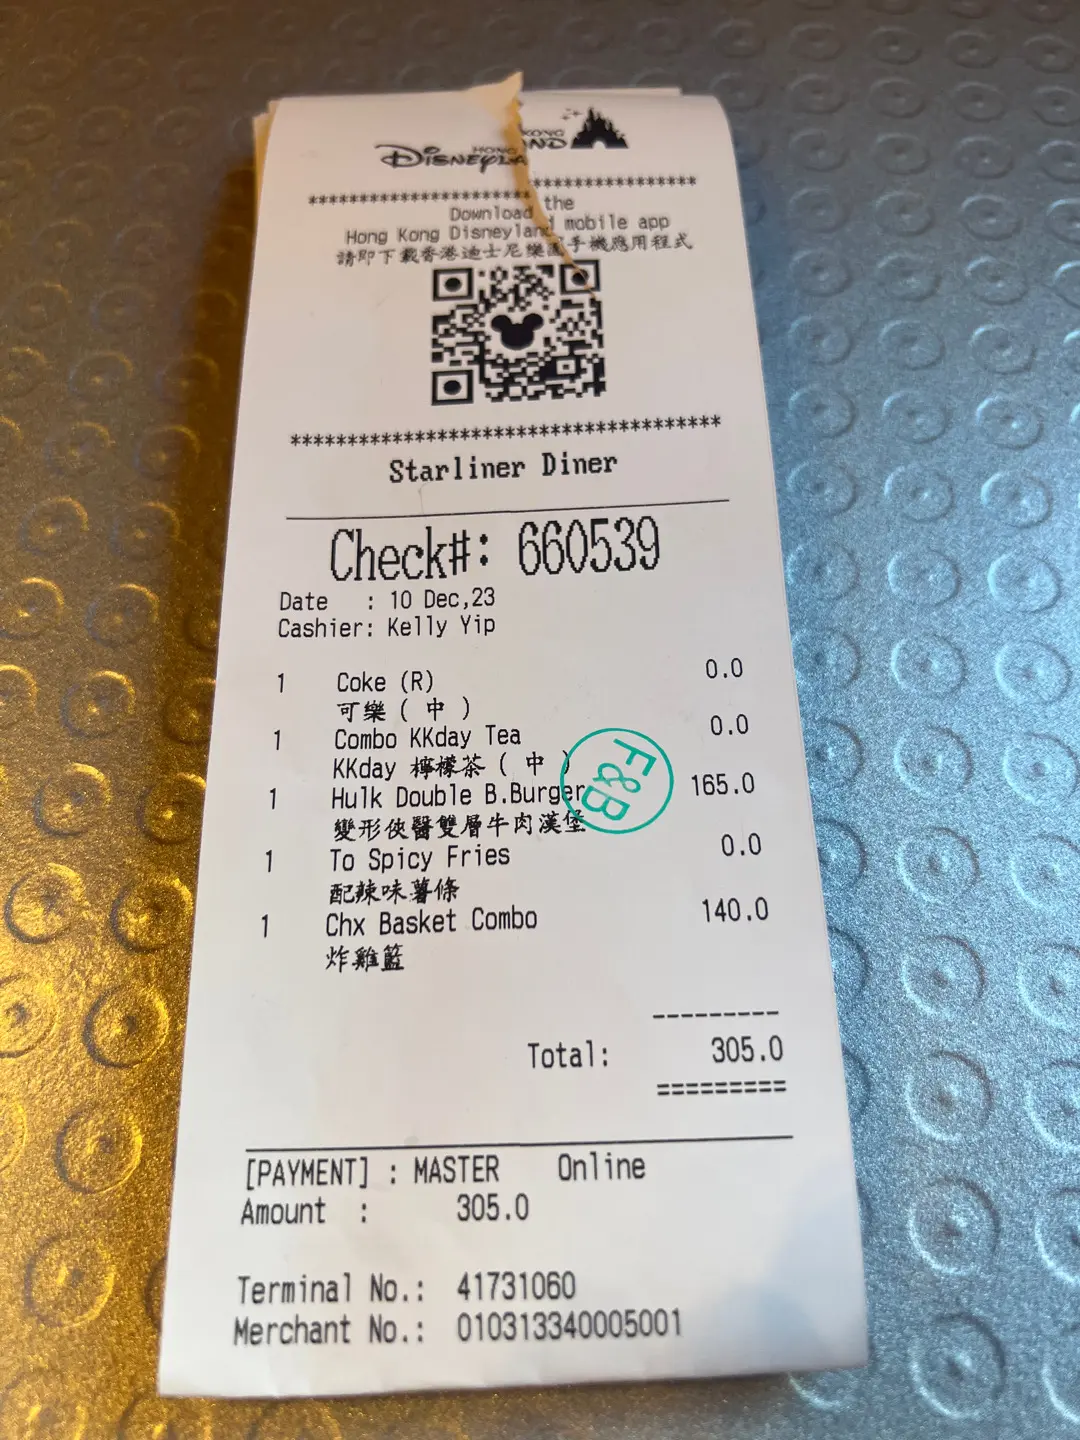 HONG KONG
DISNEYLAND
***********************************
Download the
Hong Kong Disneyland mobile app
請即下載香港迪士尼樂園手機應用程式
***********************************
Starliner Diner
Check#: 660539
Date : 10 Dec,23
Cashier: Kelly Yip
1 Coke (R) 0.0
可樂 ( 中 )
1 Combo KKday Tea 0.0
KKday 檸檬茶 ( 中 )
1 Hulk Double B.Burger 165.0
變形俠醫雙層牛肉漢堡
F&B
1 To Spicy Fries 0.0
配辣味薯條
1 Chx Basket Combo 140.0
炸雞籃
---------
Total: 305.0
=========
[PAYMENT] : MASTER Online
Amount : 305.0
Terminal No.: 41731060
Merchant No.: 010313340005001